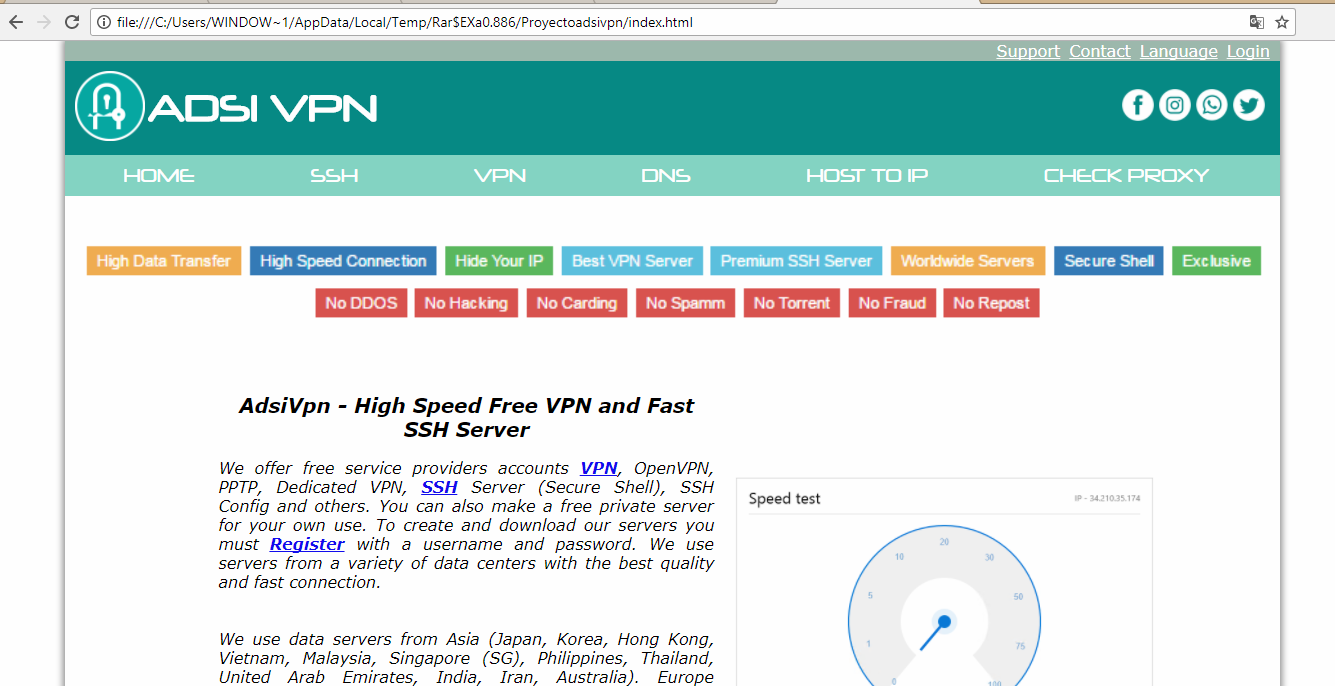 file:///C:/Users/WINDOW~1/AppData/Local/Temp/Rar$EXa0.886/Proyectoadsivpn/index.html
Support Contact Language Login
ADSI VPN
HOME SSH VPN DNS HOST TO IP CHECK PROXY
High Data Transfer High Speed Connection Hide Your IP Best VPN Server Premium SSH Server Worldwide Servers Secure Shell Exclusive
No DDOS No Hacking No Carding No Spamm No Torrent No Fraud No Repost
AdsiVpn - High Speed Free VPN and Fast
SSH Server
We offer free service providers accounts VPN, OpenVPN,
PPTP, Dedicated VPN, SSH Server (Secure Shell), SSH
Config and others. You can also make a free private server
for your own use. To create and download our servers you
must Register with a username and password. We use
servers from a variety of data centers with the best quality
and fast connection.
We use data servers from Asia (Japan, Korea, Hong Kong,
Vietnam, Malaysia, Singapore (SG), Philippines, Thailand,
United Arab Emirates, India, Iran, Australia). Europe
Speed test IP - 34.210.35.174
20
10 30
5 50
1 75
0 100